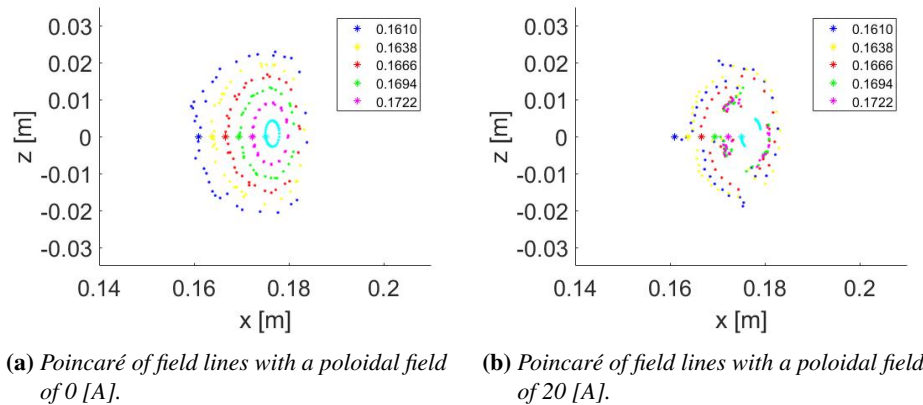 0.03
0.02
0.01
0
-0.01
-0.02
-0.03
z [m]
0.14 0.16 0.18 0.2
x [m]
0.1610
0.1638
0.1666
0.1694
0.1722
(a) Poincaré of field lines with a poloidal field
of 0 [A].
0.03
0.02
0.01
0
-0.01
-0.02
-0.03
z [m]
0.14 0.16 0.18 0.2
x [m]
0.1610
0.1638
0.1666
0.1694
0.1722
(b) Poincaré of field lines with a poloidal field
of 20 [A].